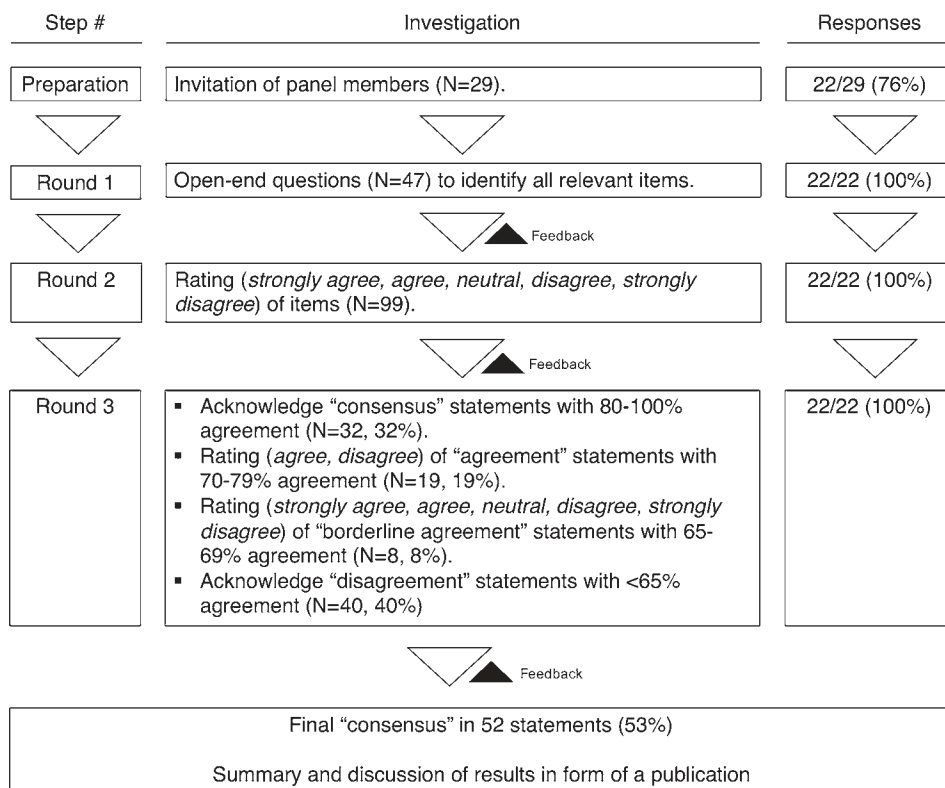 Step #
Investigation
Responses
Preparation
Invitation of panel members (N=29).
22/29 (76%)
Round 1
Open-end questions (N=47) to identify all relevant items.
22/22 (100%)
Feedback
Round 2
Rating (strongly agree, agree, neutral, disagree, strongly
disagree) of items (N=99).
22/22 (100%)
Feedback
Round 3
▪ Acknowledge “consensus” statements with 80-100%
agreement (N=32, 32%).
▪ Rating (agree, disagree) of “agreement” statements with
70-79% agreement (N=19, 19%).
▪ Rating (strongly agree, agree, neutral, disagree, strongly
disagree) of “borderline agreement” statements with 65-
69% agreement (N=8, 8%).
▪ Acknowledge “disagreement” statements with <65%
agreement (N=40, 40%)
22/22 (100%)
Feedback
Final “consensus” in 52 statements (53%)
Summary and discussion of results in form of a publication